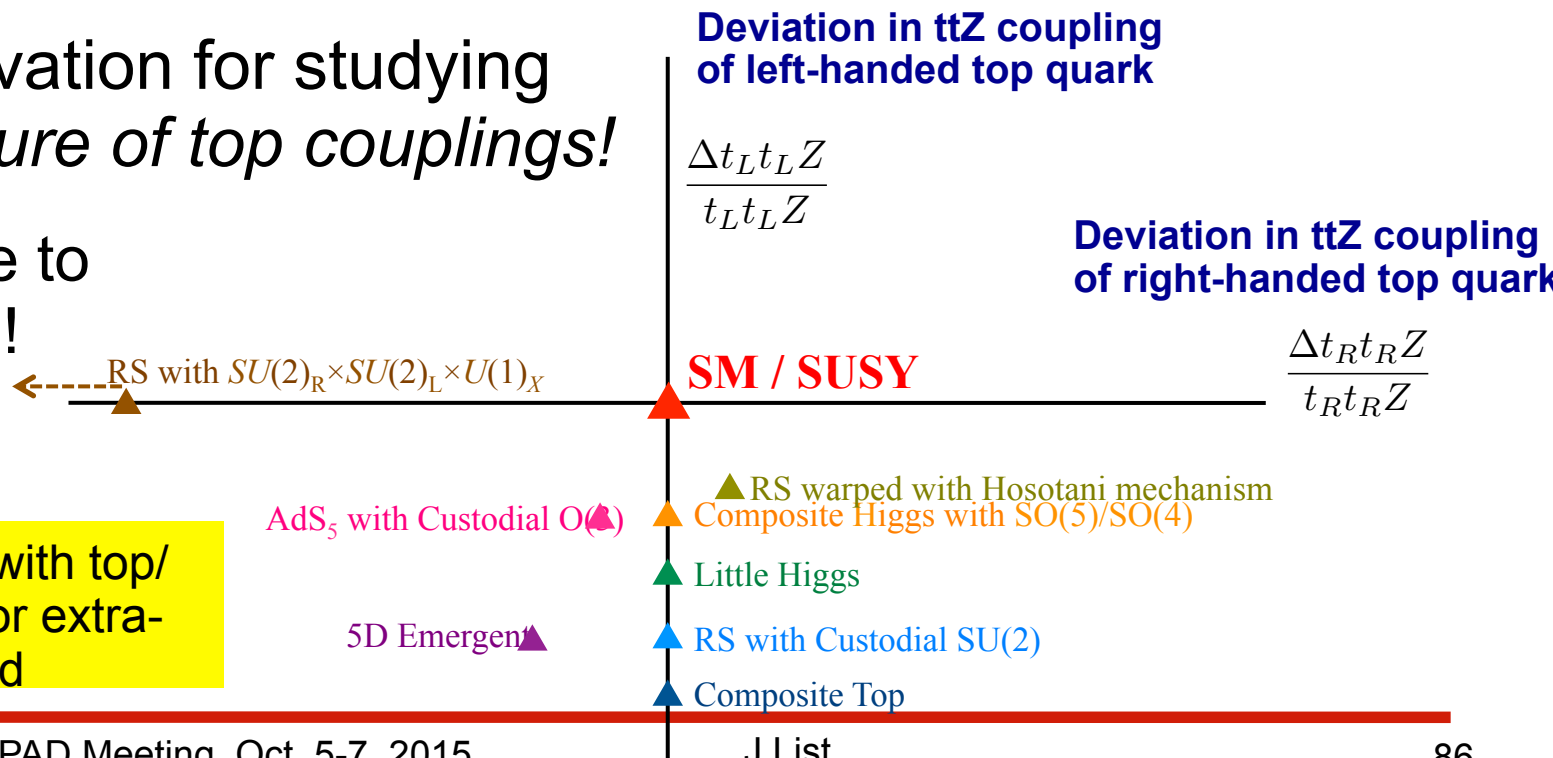 vation for studying
ure of top couplings!
e to
!
Deviation in ttZ coupling
of left-handed top quark
Δt_L t_L Z
t_L t_L Z
Deviation in ttZ coupling
of right-handed top quark
Δt_R t_R Z
t_R t_R Z
RS with SU(2)_R×SU(2)_L×U(1)_X
SM / SUSY
RS warped with Hosotani mechanism
AdS₅ with Custodial O(3)
Composite Higgs with SO(5)/SO(4)
Little Higgs
5D Emergent
RS with Custodial SU(2)
Composite Top
with top/
or extra-
d
PAD Meeting, Oct. 5-7, 2015
J.List
86